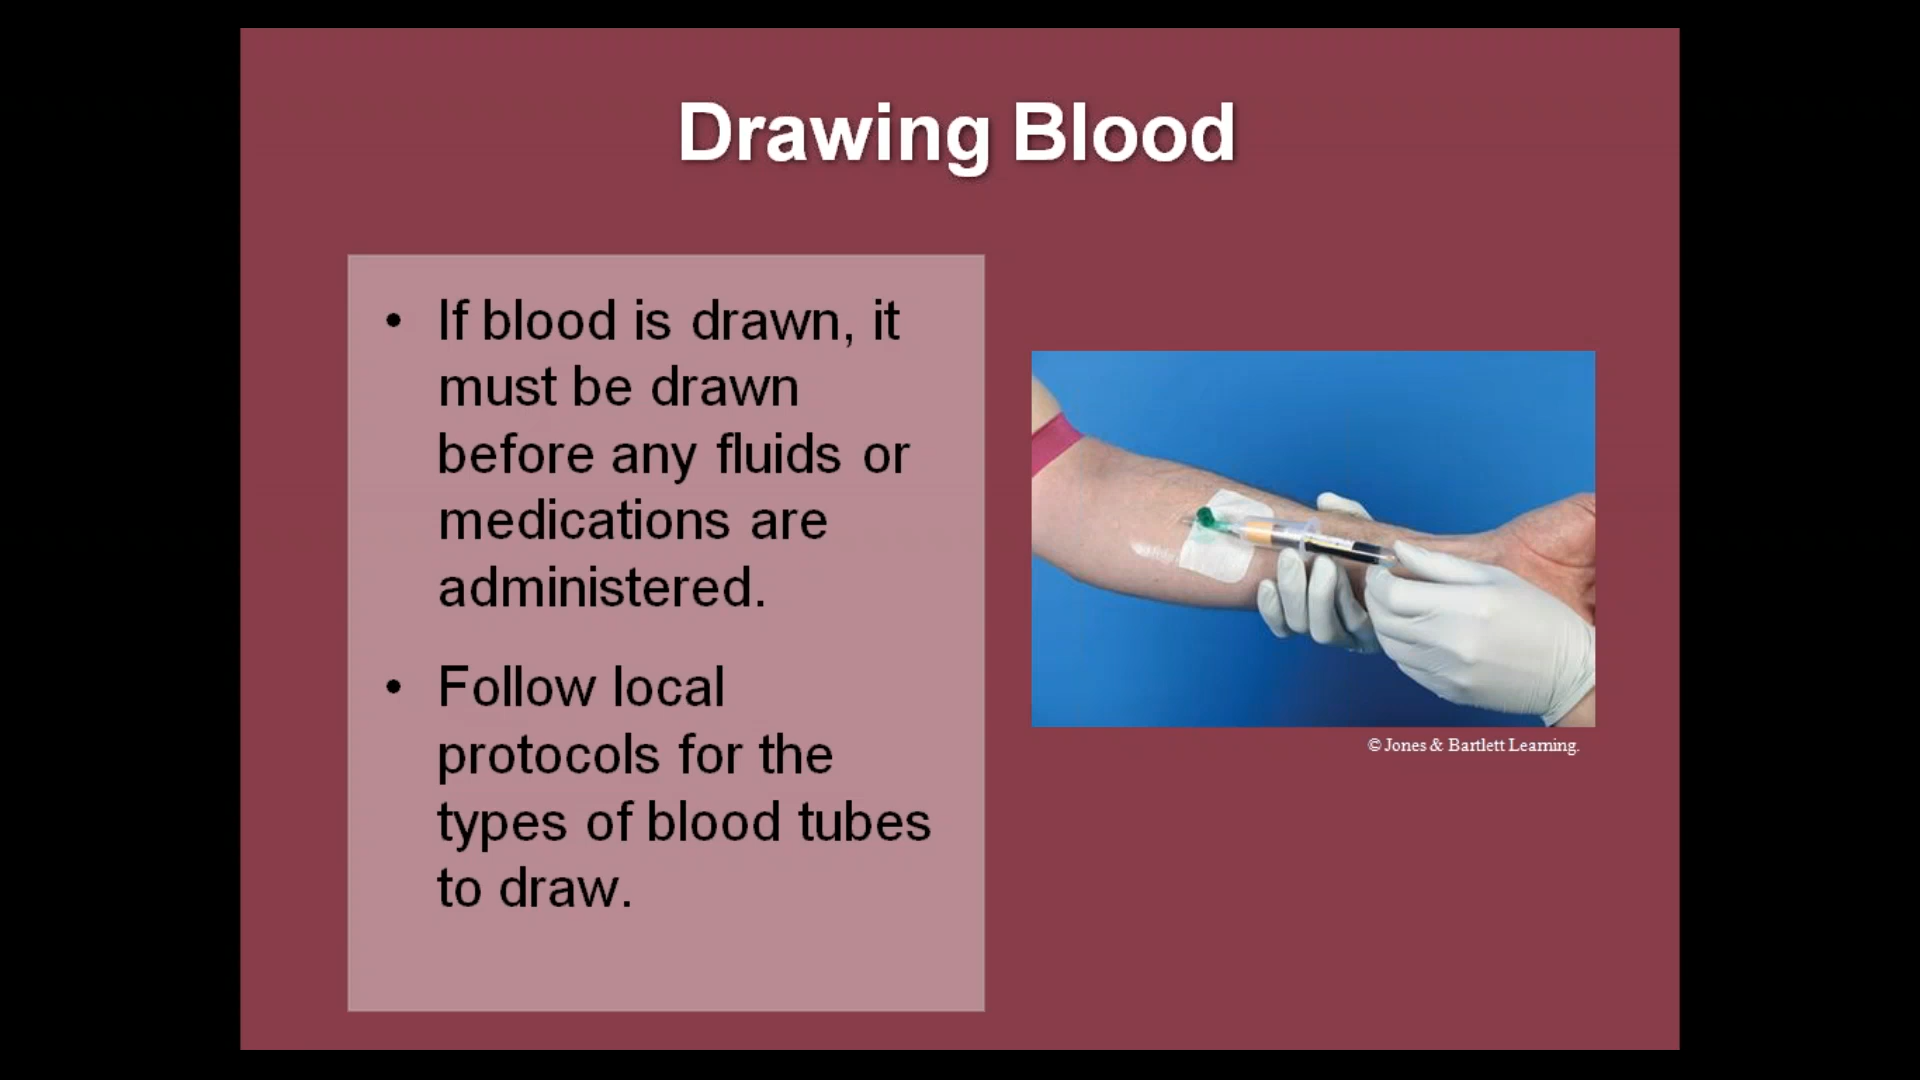 Drawing Blood
• If blood is drawn, it
must be drawn
before any fluids or
medications are
administered.
• Follow local
protocols for the
types of blood tubes
to draw.
© Jones & Bartlett Learning.